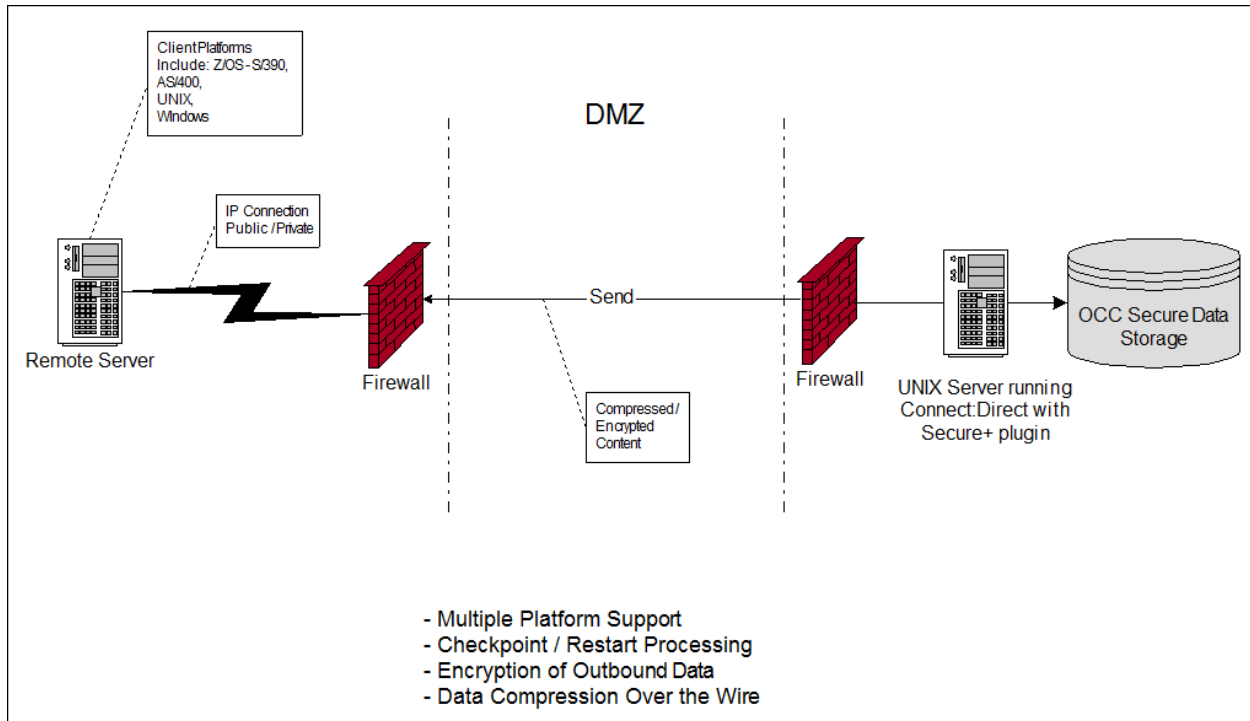 ClientPlatforms
Include: Z/OS-S/390,
AS/400,
UNIX,
WIndows
DMZ
IP Connection
Public / Private
Send
OCC Secure Data
Storage
Remote Server
Firewall
Firewall
UNIX Server running
Connect:Direct with
Secure+ plugin
Compressed /
Encrypted
Content
- Multiple Platform Support
- Checkpoint / Restart Processing
- Encryption of Outbound Data
- Data Compression Over the Wire